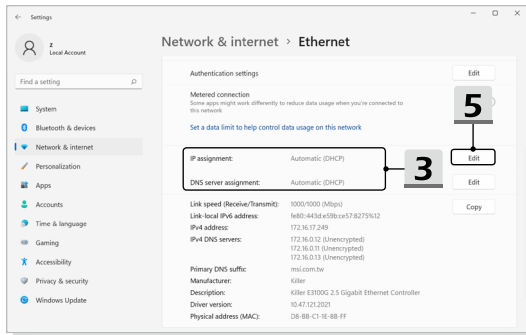 Settings
Z
Local Account
Find a setting
System
Bluetooth & devices
Network & internet
Personalization
Apps
Accounts
Time & language
Gaming
Accessibility
Privacy & security
Windows Update
Network & internet > Ethernet
Authentication settings Edit
Metered connection
Some apps might work differently to reduce data usage when you're connected to
this network
5
Set a data limit to help control data usage on this network
IP assignment: Automatic (DHCP) Edit
3
DNS server assignment: Automatic (DHCP) Edit
Link speed (Receive/Transmit): 1000/1000 (Mbps) Copy
Link-local IPv6 address: fe80::443d:e59b:ce57:8275%12
IPv4 address: 172.16.17.249
IPv4 DNS servers: 172.16.0.12 (Unencrypted)
172.16.0.11 (Unencrypted)
172.16.0.13 (Unencrypted)
Primary DNS suffix: msi.com.tw
Manufacturer: Killer
Description: Killer E3100G 2.5 Gigabit Ethernet Controller
Driver version: 10.47.121.2021
Physical address (MAC): D8-BB-C1-1E-8B-FF